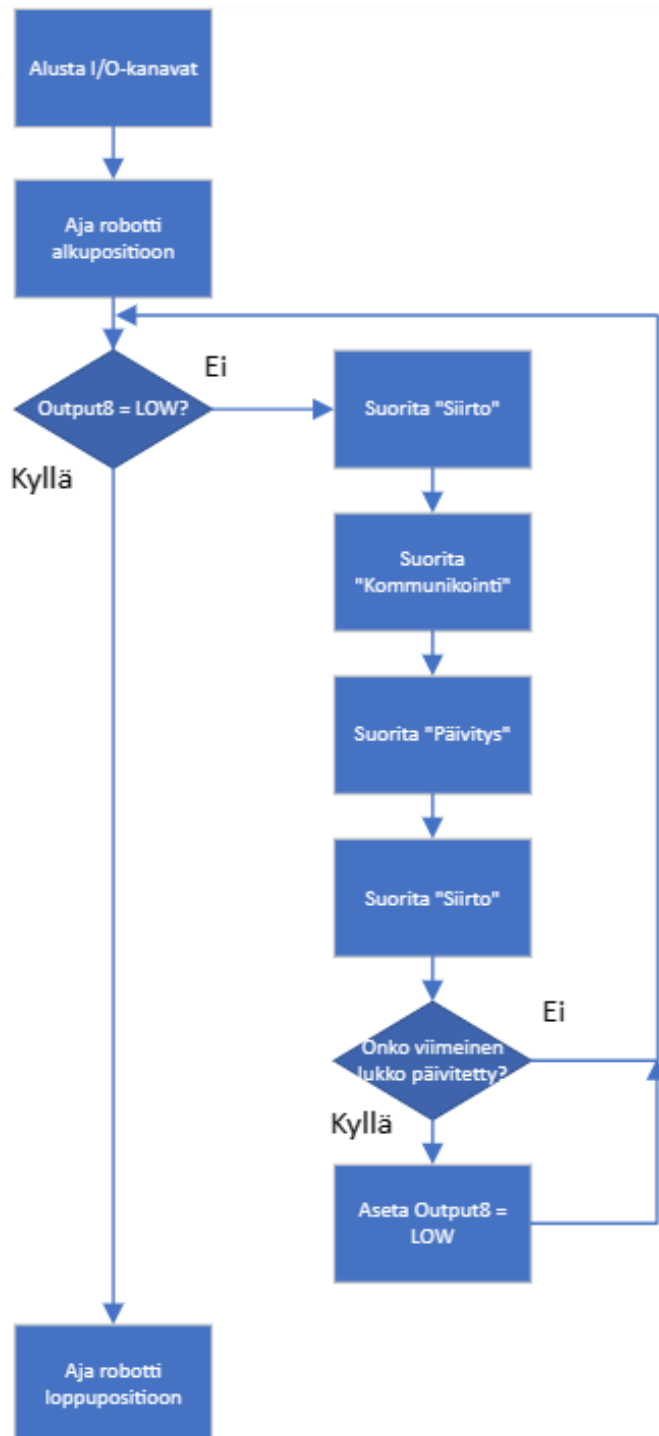 Alusta I/O-kanavat
Aja robotti
alkupositioon
Output8 = LOW?
Ei
Kyllä
Suorita "Siirto"
Suorita
"Kommunikointi"
Suorita "Päivitys"
Suorita "Siirto"
Onko viimeinen
lukko päivitetty?
Ei
Kyllä
Aseta Output8 =
LOW
Aja robotti
loppupositioon